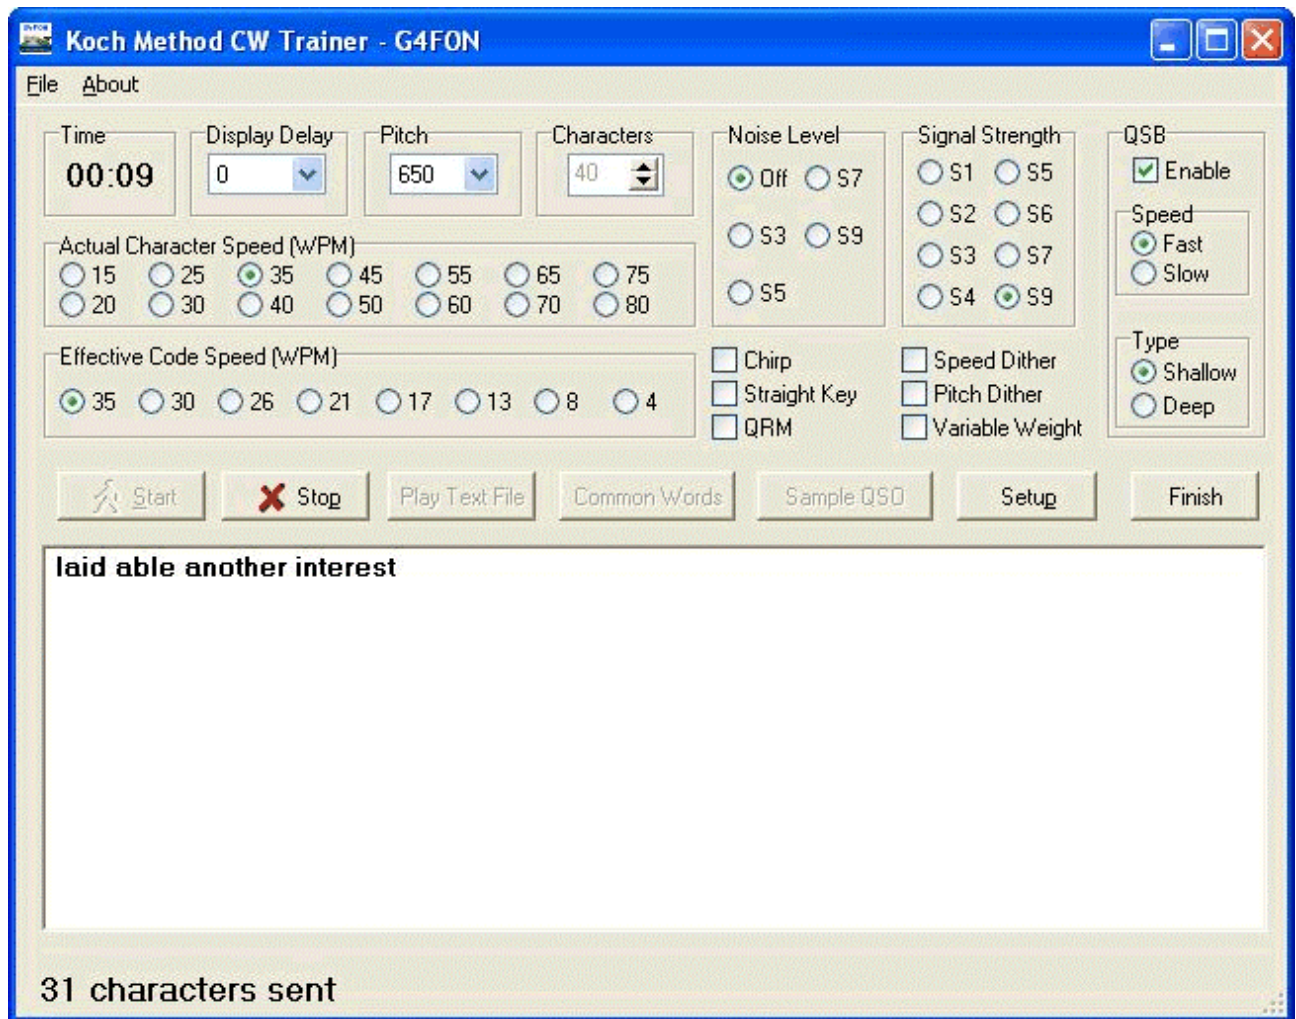 Koch Method CW Trainer - G4FON
File About
Time
00:09
Display Delay
0
Pitch
650
Characters
40
Noise Level
Off S7
S3 S9
S5
Signal Strength
S1 S5
S2 S6
S3 S7
S4 S9
QSB
Enable
Speed
Fast
Slow
Type
Shallow
Deep
Actual Character Speed (WPM)
15 25 35 45 55 65 75
20 30 40 50 60 70 80
Effective Code Speed (WPM)
35 30 26 21 17 13 8 4
Chirp
Straight Key
QRM
Speed Dither
Pitch Dither
Variable Weight
Start Stop Play Text File Common Words Sample QSO Setup Finish
laid able another interest
31 characters sent